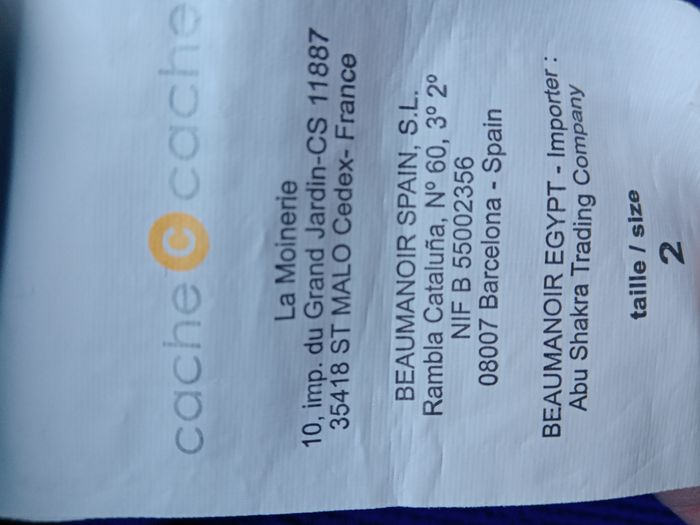 cache c cache
La Moinerie
10, imp. du Grand Jardin-CS 11887
35418 ST MALO Cedex- France
BEAUMANOIR SPAIN, S.L.
Rambla Cataluña, Nº 60, 3º 2º
NIF B 55002356
08007 Barcelona - Spain
BEAUMANOIR EGYPT - Importer :
Abu Shakra Trading Company
taille / size
2